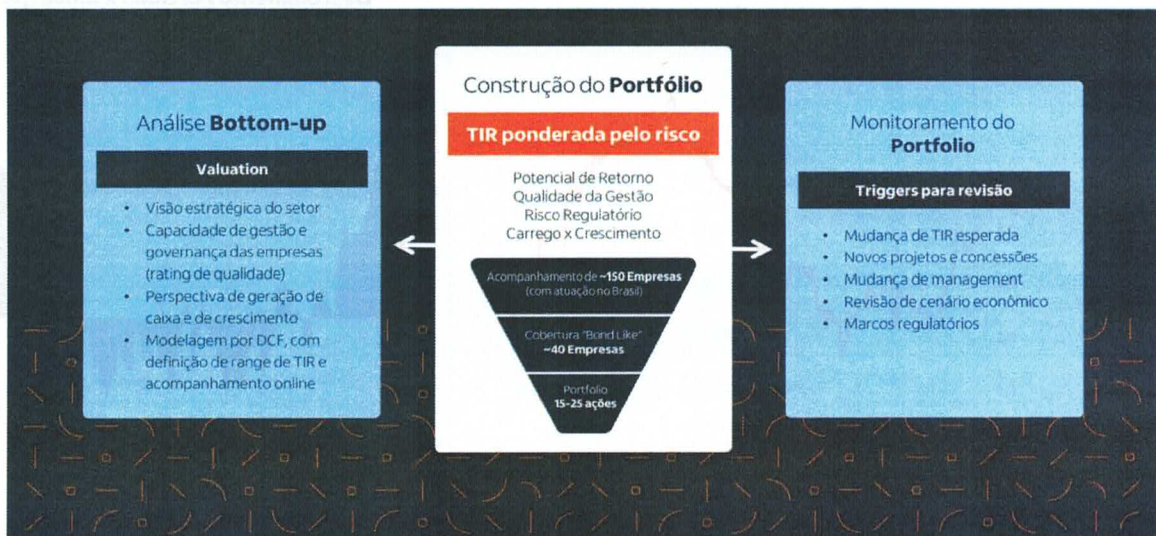 Análise Bottom-up
Valuation
• Visão estratégica do setor
• Capacidade de gestão e
governança das empresas
(rating de qualidade)
• Perspectiva de geração de
caixa e de crescimento
• Modelagem por DCF, com
definição de range de TIR e
acompanhamento online
Construção do Portfólio
TIR ponderada pelo risco
Potencial de Retorno
Qualidade da Gestão
Risco Regulatório
Carrego x Crescimento
Acompanhamento de ~150 Empresas
(com atuação no Brasil)
Cobertura "Bond Like"
~40 Empresas
Portfolio
15-25 ações
Monitoramento do
Portfolio
Triggers para revisão
• Mudança de TIR esperada
• Novos projetos e concessões
• Mudança de management
• Revisão de cenário econômico
• Marcos regulatórios